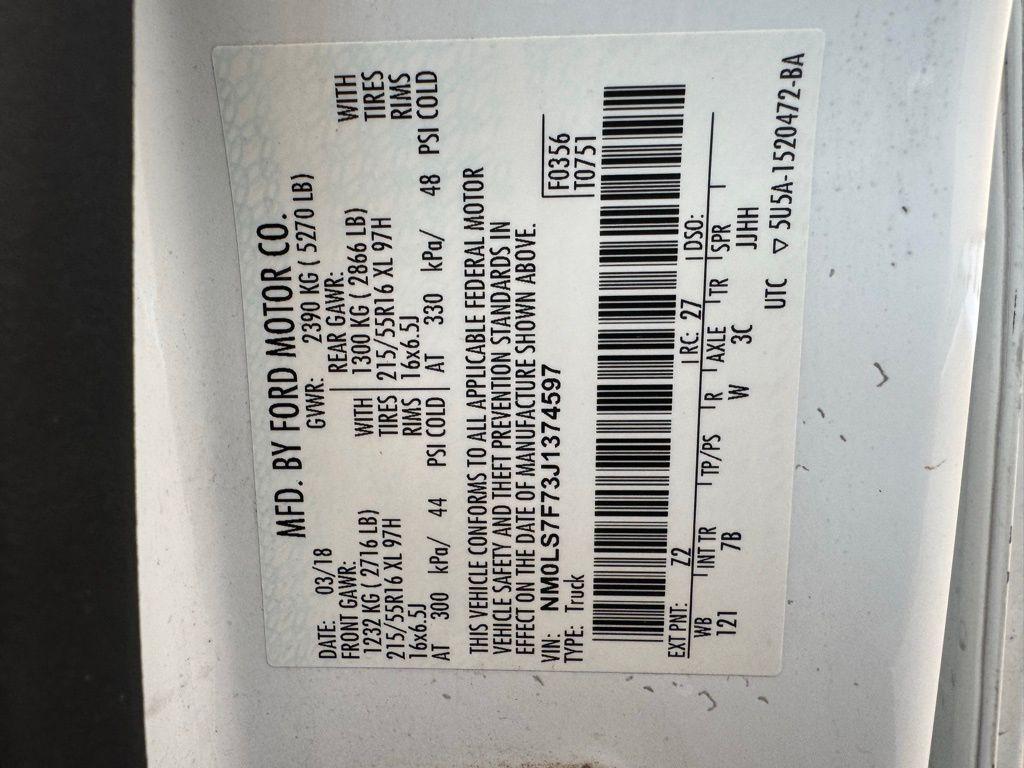 MFD. BY FORD MOTOR CO.
DATE: 03/18 GVWR: 2390 KG ( 5270 LB)
FRONT GAWR: REAR GAWR:
1232 KG ( 2716 LB) WITH 1300 KG ( 2866 LB) WITH
215/55R16 XL 97H TIRES 215/55R16 XL 97H TIRES
16x6.5J RIMS 16x6.5J RIMS
AT 300 kPa/ 44 PSI COLD AT 330 kPa/ 48 PSI COLD
THIS VEHICLE CONFORMS TO ALL APPLICABLE FEDERAL MOTOR
VEHICLE SAFETY AND THEFT PREVENTION STANDARDS IN
EFFECT ON THE DATE OF MANUFACTURE SHOWN ABOVE.
F0356
T0751
VIN: NM0LS7F73J1374597
TYPE: Truck
EXT PNT: Z2 RC: 27 DSO:
WB INT TR TP/PS R AXLE TR SPR
121 7B W 3C JJHH
UTC ▽ 5U5A-1520472-BA